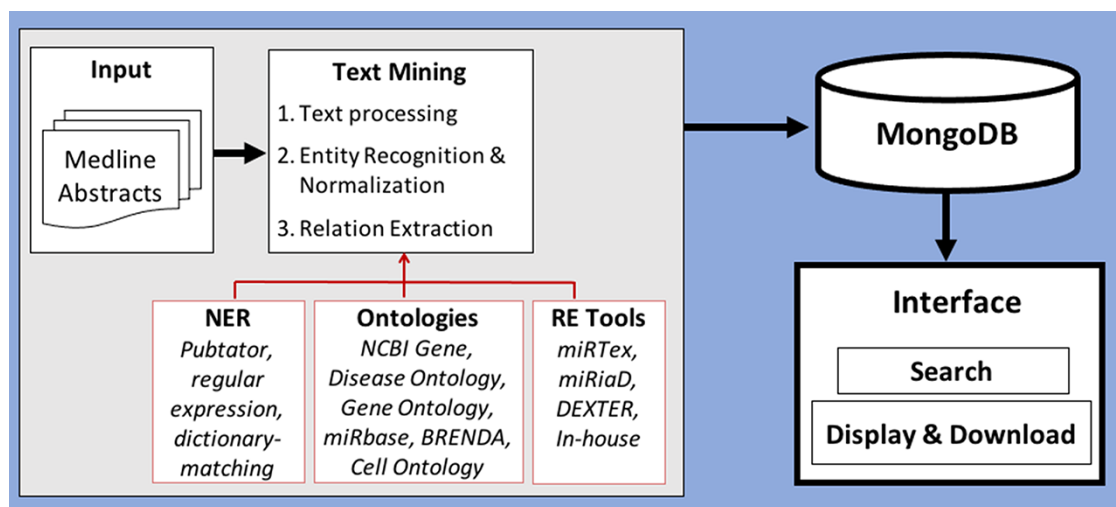 Input
Medline
Abstracts
Text Mining
1. Text processing
2. Entity Recognition &
Normalization
3. Relation Extraction
NER
Pubtator,
regular
expression,
dictionary-
matching
Ontologies
NCBI Gene,
Disease Ontology,
Gene Ontology,
miRbase, BRENDA,
Cell Ontology
RE Tools
miRTex,
miRiaD,
DEXTER,
In-house
MongoDB
Interface
Search
Display & Download